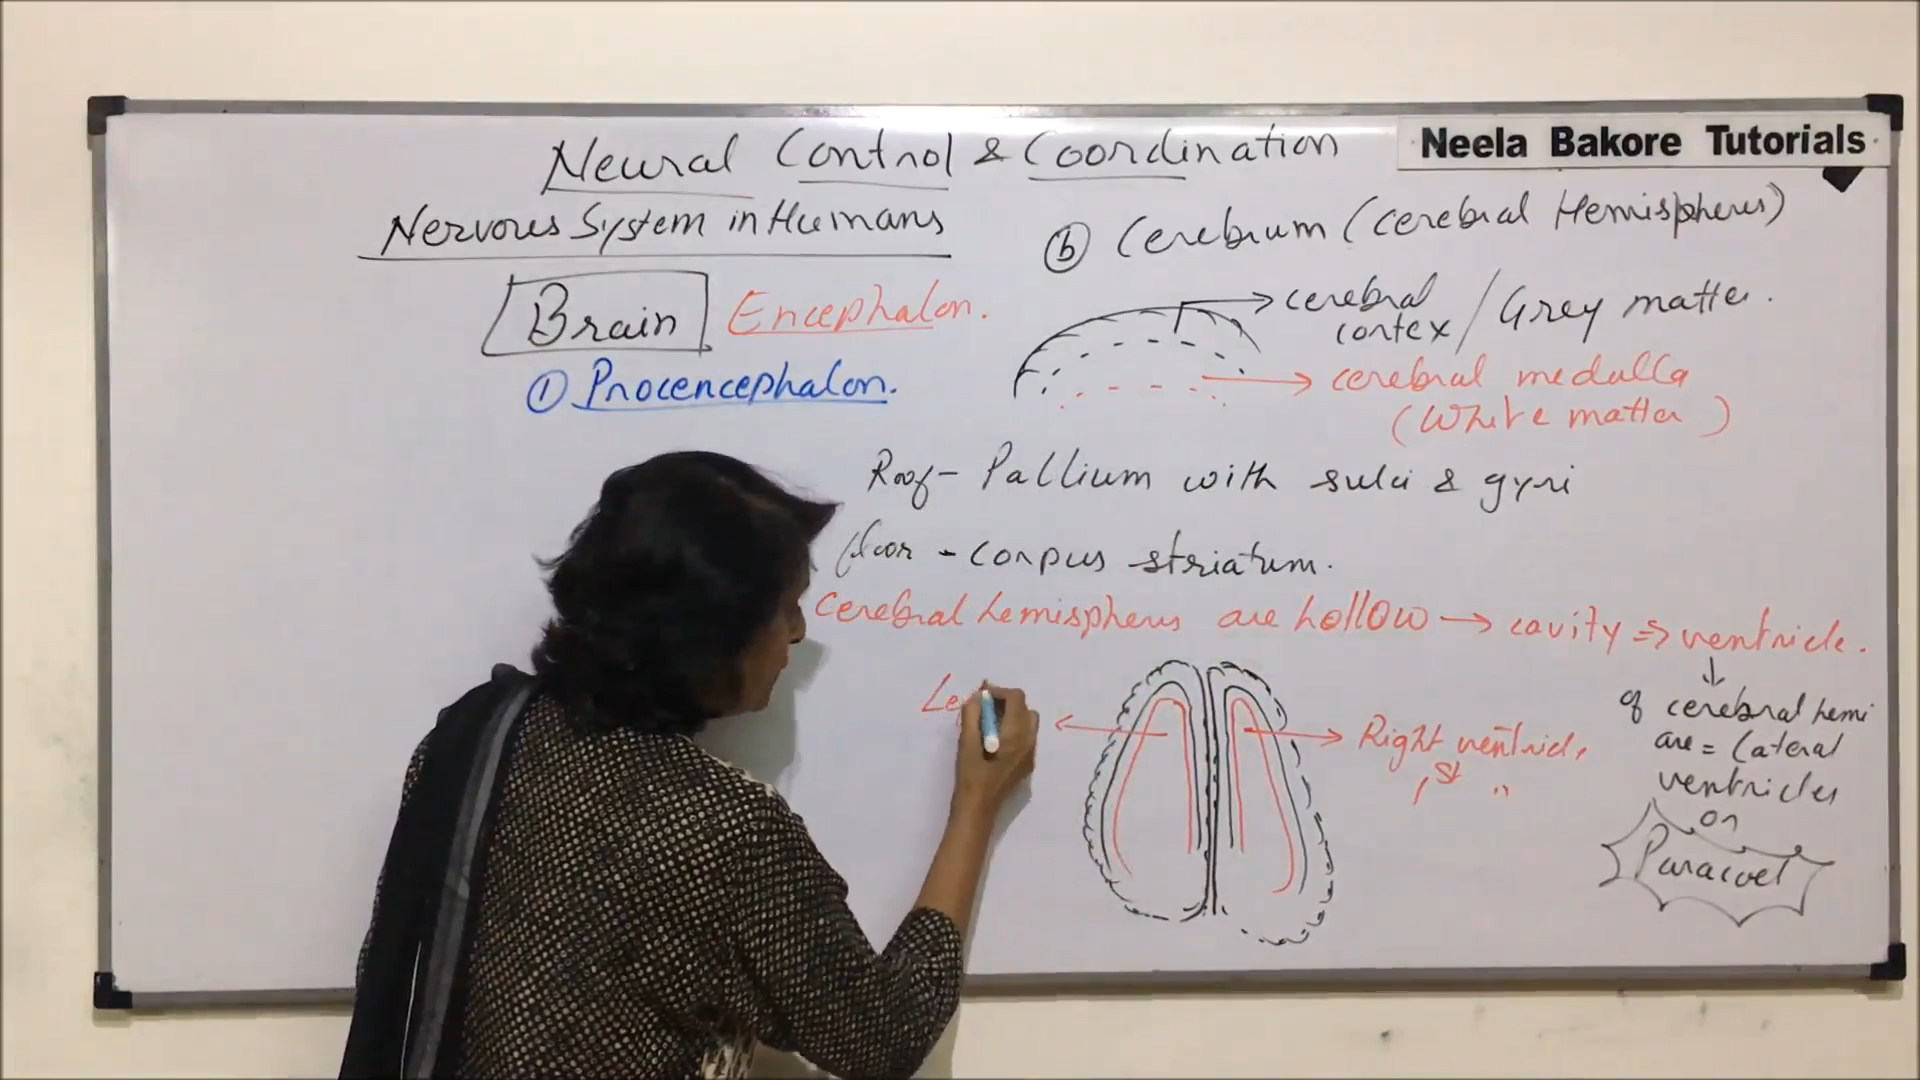 Neural Control & Coordination
Neela Bakore Tutorials
Nervous System in Humans
Brain Encephalon.
① Procencephalon.
ⓑ Cerebrum (Cerebral Hemispheres)
cerebral cortex / Grey matter.
cerebral medulla
(White matter)
Roof - Pallium with sulci & gyri
floor - corpus striatum.
Cerebral hemispheres are hollow → cavity ⇒ ventricle.
↓
of cerebral hemi
are = Lateral
ventricles
or
Paracoel
Le
Right ventricle
1st "